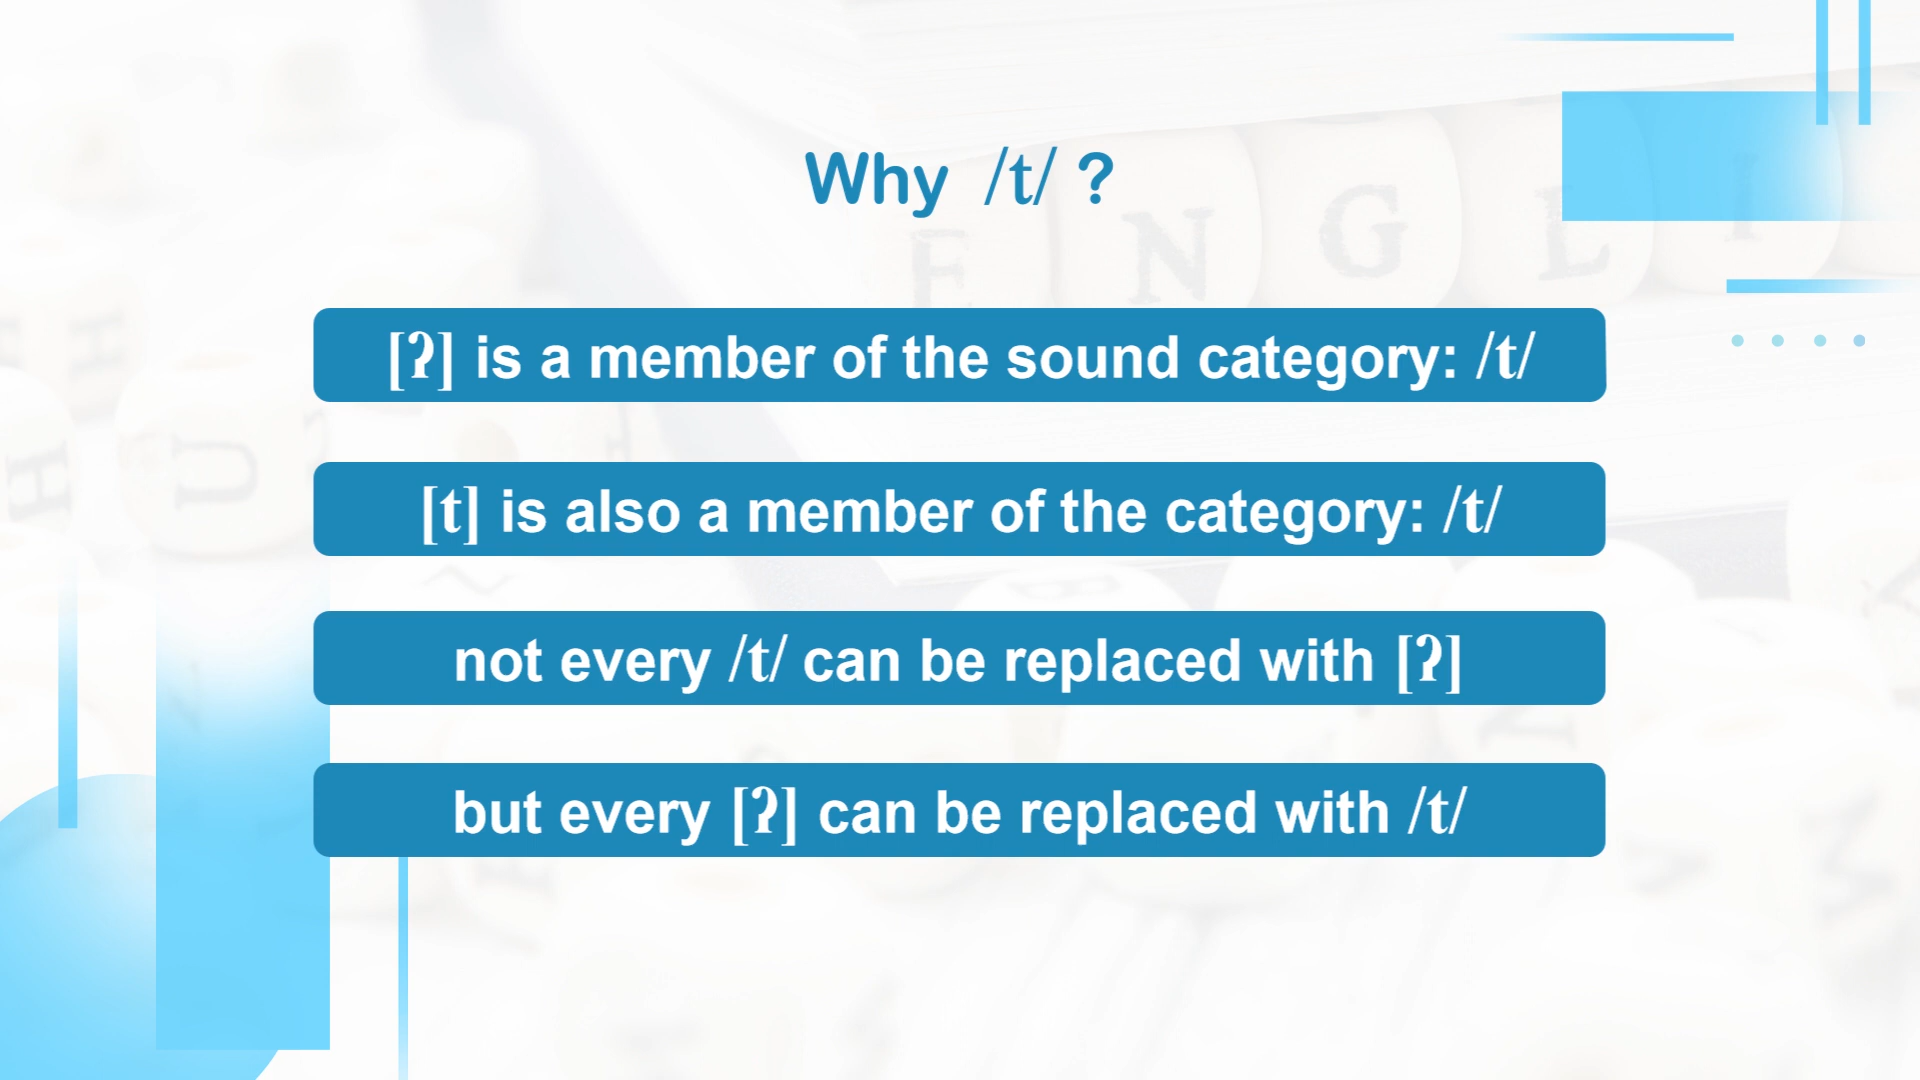 Why /t/ ?
[ʔ] is a member of the sound category: /t/
[t] is also a member of the category: /t/
not every /t/ can be replaced with [ʔ]
but every [ʔ] can be replaced with /t/